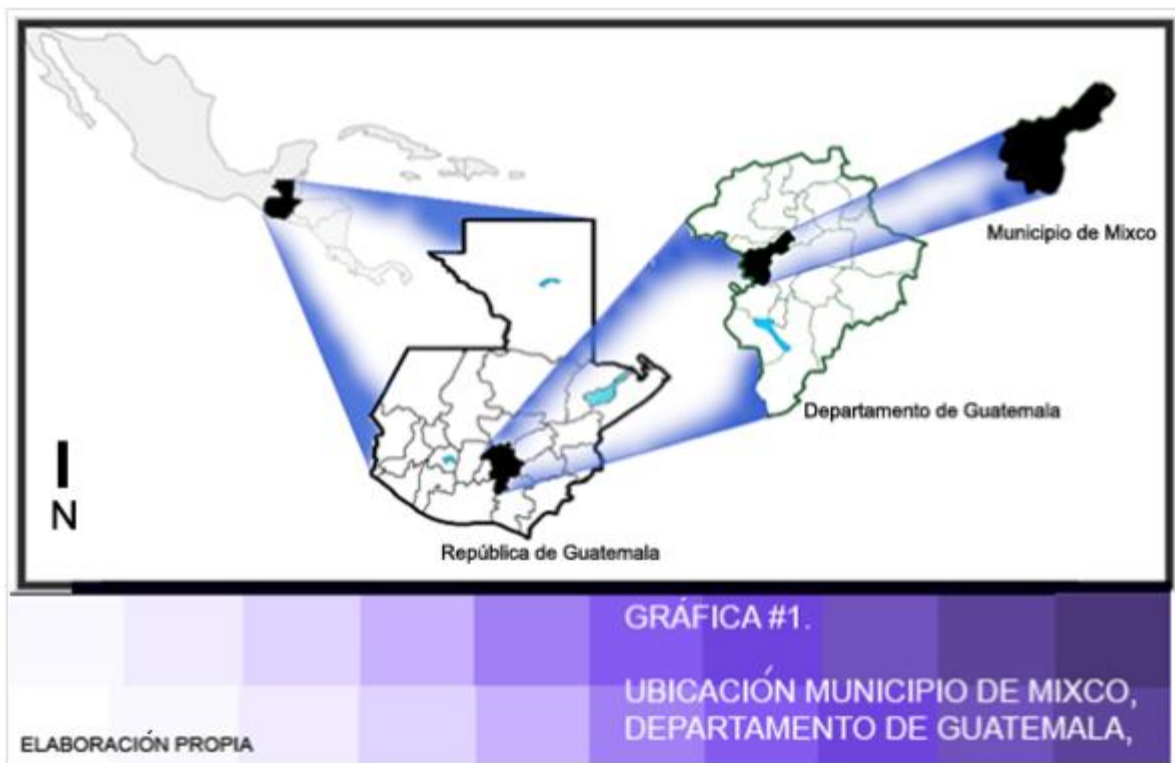 Municipio de Mixco
Departamento de Guatemala
N
República de Guatemala
GRÁFICA #1.
UBICACIÓN MUNICIPIO DE MIXCO,
DEPARTAMENTO DE GUATEMALA,
ELABORACIÓN PROPIA